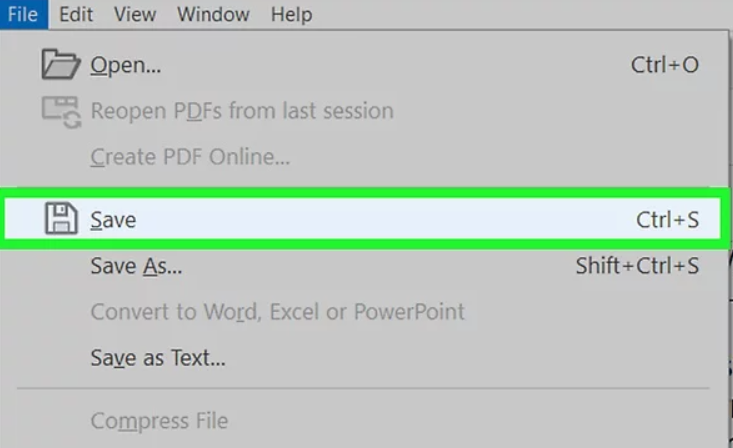 File Edit View Window Help
Open... Ctrl+O
Reopen PDFs from last session
Create PDF Online...
Save Ctrl+S
Save As... Shift+Ctrl+S
Convert to Word, Excel or PowerPoint
Save as Text...
Compress File